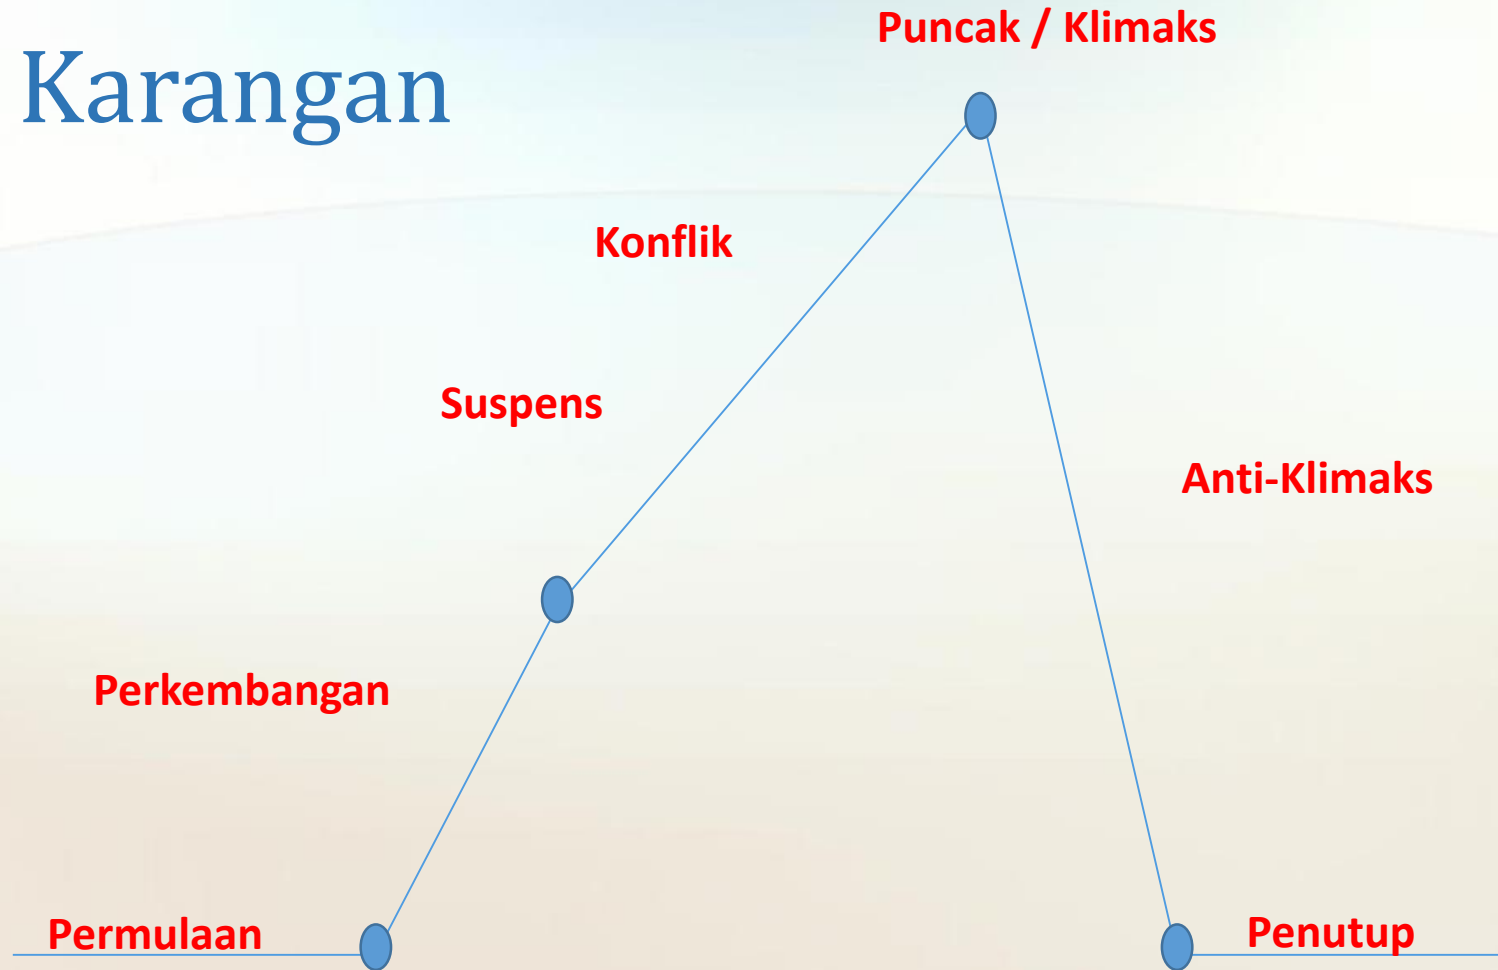 Puncak / Klimaks
Karangan
Konflik
Suspens
Anti-Klimaks
Perkembangan
Permulaan
Penutup